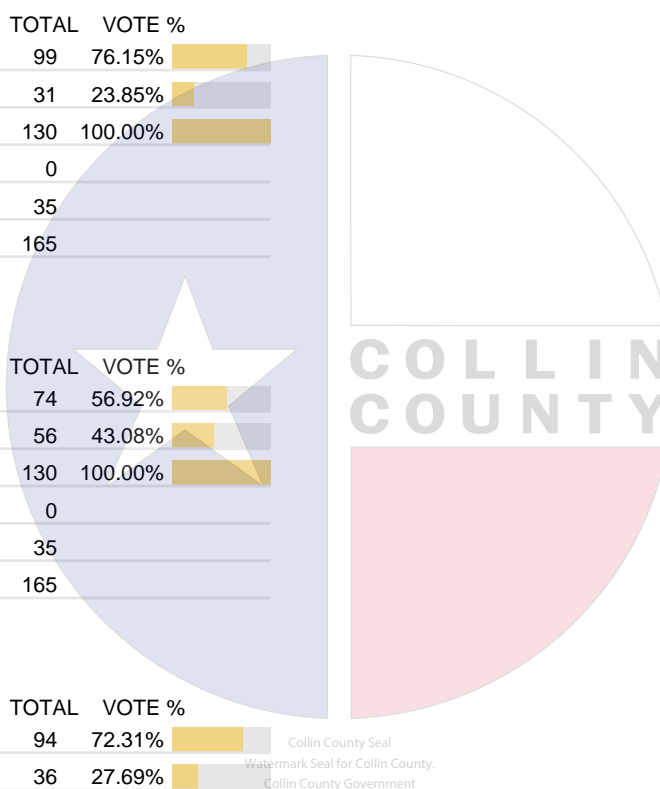 TOTAL VOTE %
99 76.15%
31 23.85%
130 100.00%
0
35
165
COLLIN
COUNTY
TOTAL VOTE %
74 56.92%
56 43.08%
130 100.00%
0
35
165
TOTAL VOTE %
94 72.31%
36 27.69%
Collin County Seal
Watermark Seal for Collin County.
Collin County Government